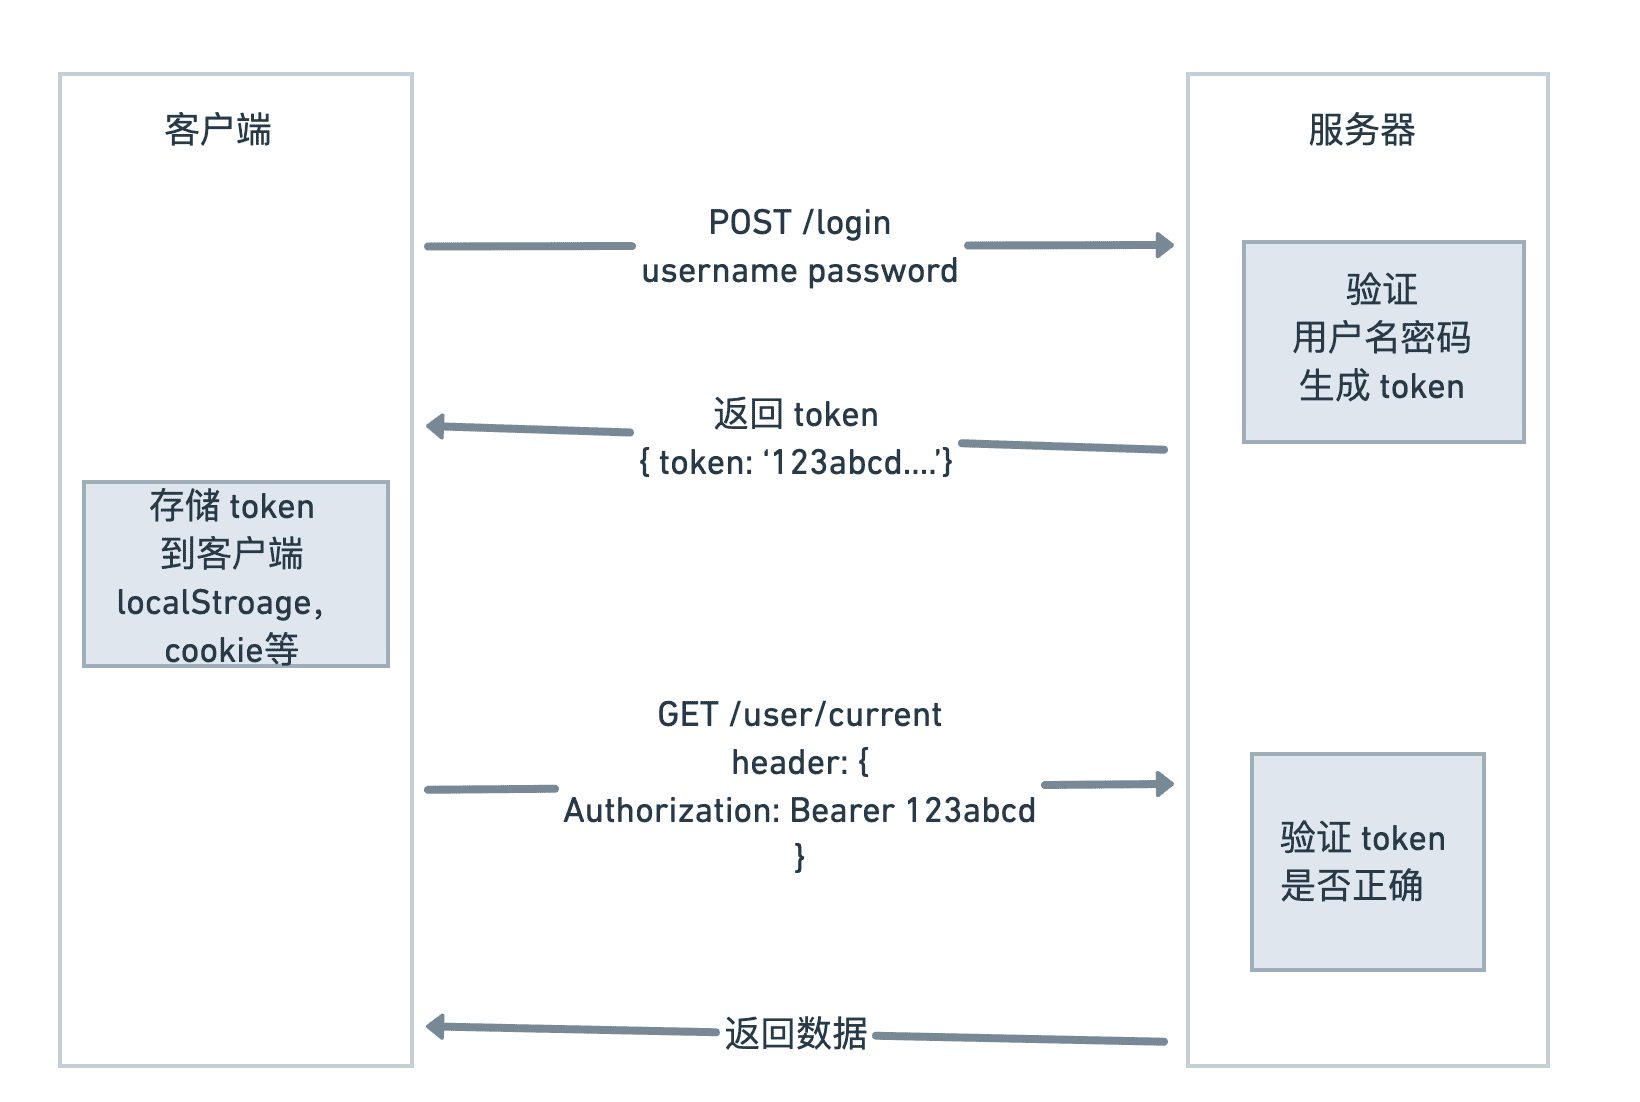 客户端
服务器
POST /login
username password
验证
用户名密码
生成 token
返回 token
{ token: ‘123abcd....’}
存储 token
到客户端
localStroage,
cookie等
GET /user/current
header: {
Authorization: Bearer 123abcd
}
验证 token
是否正确
返回数据